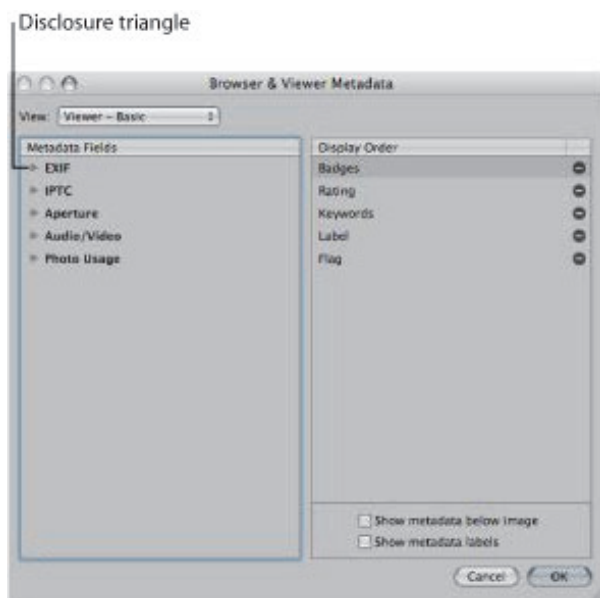 Disclosure triangle
Browser & Viewer Metadata
View: Viewer – Basic
Metadata Fields
EXIF
IPTC
Aperture
Audio/Video
Photo Usage
Display Order
Badges
Rating
Keywords
Label
Flag
Show metadata below image
Show metadata labels
Cancel
OK